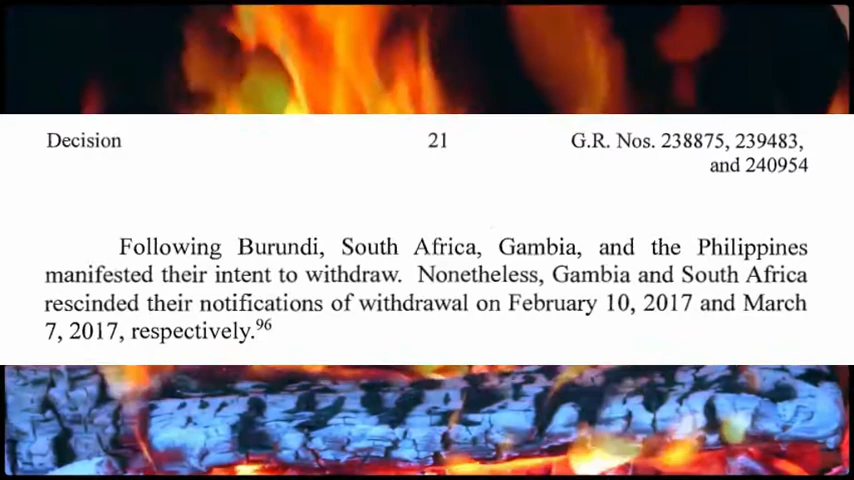 Decision 21 G.R. Nos. 238875, 239483,
and 240954
Following Burundi, South Africa, Gambia, and the Philippines
manifested their intent to withdraw. Nonetheless, Gambia and South Africa
rescinded their notifications of withdrawal on February 10, 2017 and March
7, 2017, respectively.96